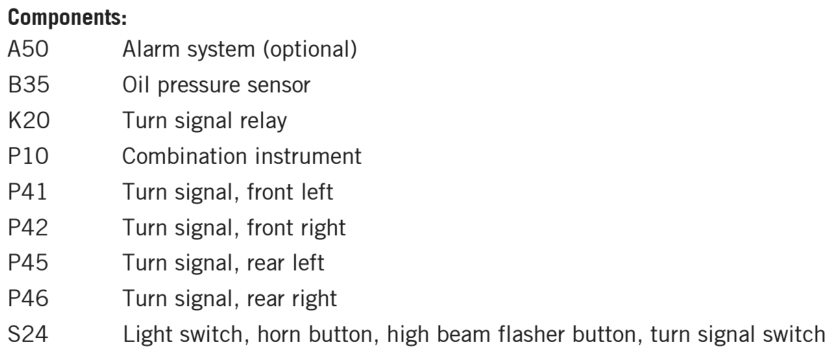 Components:
A50 Alarm system (optional)
B35 Oil pressure sensor
K20 Turn signal relay
P10 Combination instrument
P41 Turn signal, front left
P42 Turn signal, front right
P45 Turn signal, rear left
P46 Turn signal, rear right
S24 Light switch, horn button, high beam flasher button, turn signal switch